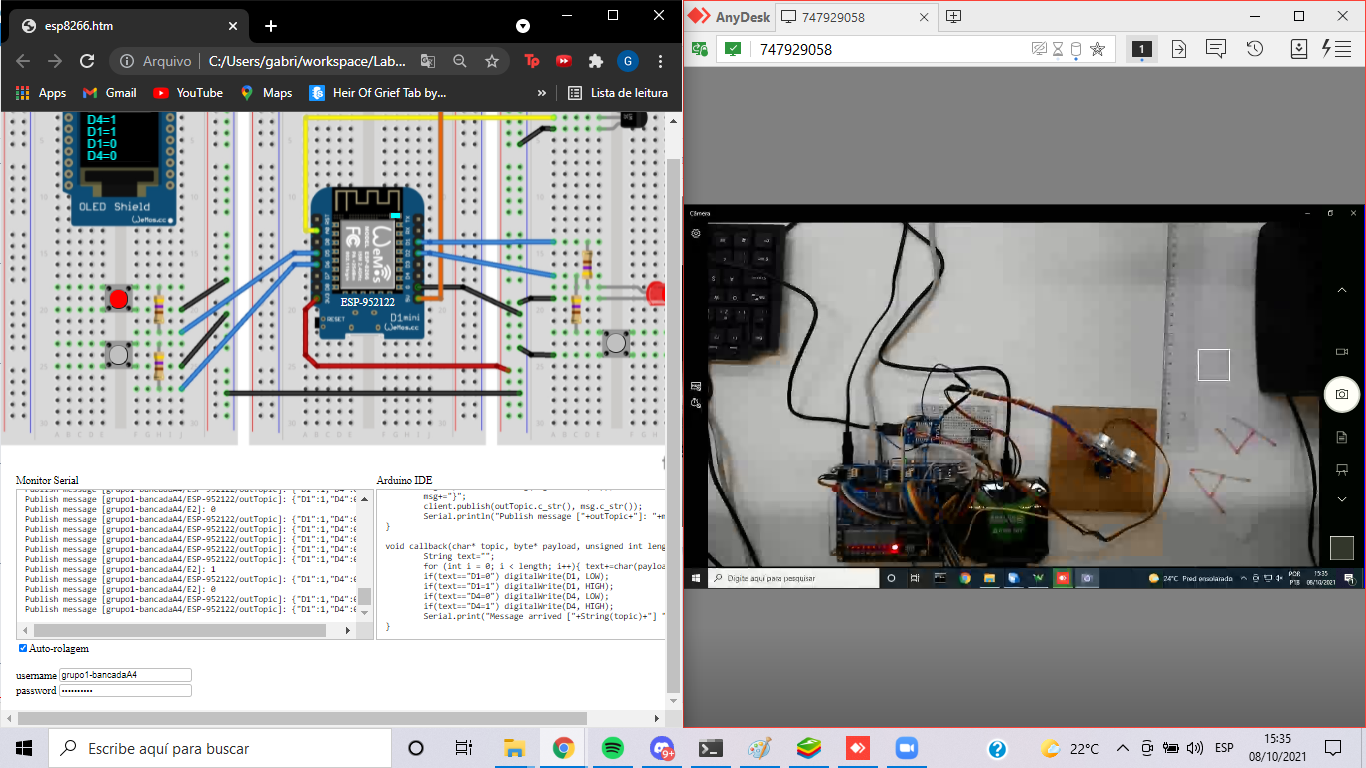 esp8266.htm
Arquivo
C:/Users/gabri/workspace/Lab...
G
Apps
Gmail
YouTube
Maps
Heir Of Grief Tab by...
»
Lista de leitura
D4=1
D1=1
D1=0
D4=0
OLED Shield
WeMos.cc
WeMos
ESP-952122
RESET
D1mini
WeMos.cc
Monitor Serial
Publish message [grupo1-bancadaA4/ESP-952122/outTopic]: {"D1":1,"D4":0
Publish message [grupo1-bancadaA4/E2]: 0
Publish message [grupo1-bancadaA4/ESP-952122/outTopic]: {"D1":1,"D4":0
Publish message [grupo1-bancadaA4/ESP-952122/outTopic]: {"D1":1,"D4":0
Publish message [grupo1-bancadaA4/ESP-952122/outTopic]: {"D1":1,"D4":0
Publish message [grupo1-bancadaA4/ESP-952122/outTopic]: {"D1":1,"D4":0
Publish message [grupo1-bancadaA4/ESP-952122/outTopic]: {"D1":1,"D4":0
Publish message [grupo1-bancadaA4/E2]: 1
Publish message [grupo1-bancadaA4/ESP-952122/outTopic]: {"D1":1,"D4":0
Publish message [grupo1-bancadaA4/E2]: 0
Publish message [grupo1-bancadaA4/ESP-952122/outTopic]: {"D1":1,"D4":0
Publish message [grupo1-bancadaA4/ESP-952122/outTopic]: {"D1":1,"D4":0
Auto-rolagem
username grupo1-bancadaA4
password ••••••••••
Arduino IDE
msg+="}";
client.publish(outTopic.c_str(), msg.c_str());
Serial.println("Publish message ["+outTopic+"]: "+m
}
void callback(char* topic, byte* payload, unsigned int leng
String text="";
for (int i = 0; i < length; i++){ text+=char(payloa
if(text=="D1=0") digitalWrite(D1, LOW);
if(text=="D1=1") digitalWrite(D1, HIGH);
if(text=="D4=0") digitalWrite(D4, LOW);
if(text=="D4=1") digitalWrite(D4, HIGH);
Serial.print("Message arrived ["+String(topic)+"] "
}
AnyDesk
747929058
747929058
1
Câmera
A
A
Digite aqui para pesquisar
24°C Pred ensolarado
POR
PTB
15:35
08/10/2021
Escribe aquí para buscar
9+
22°C
ESP
15:35
08/10/2021